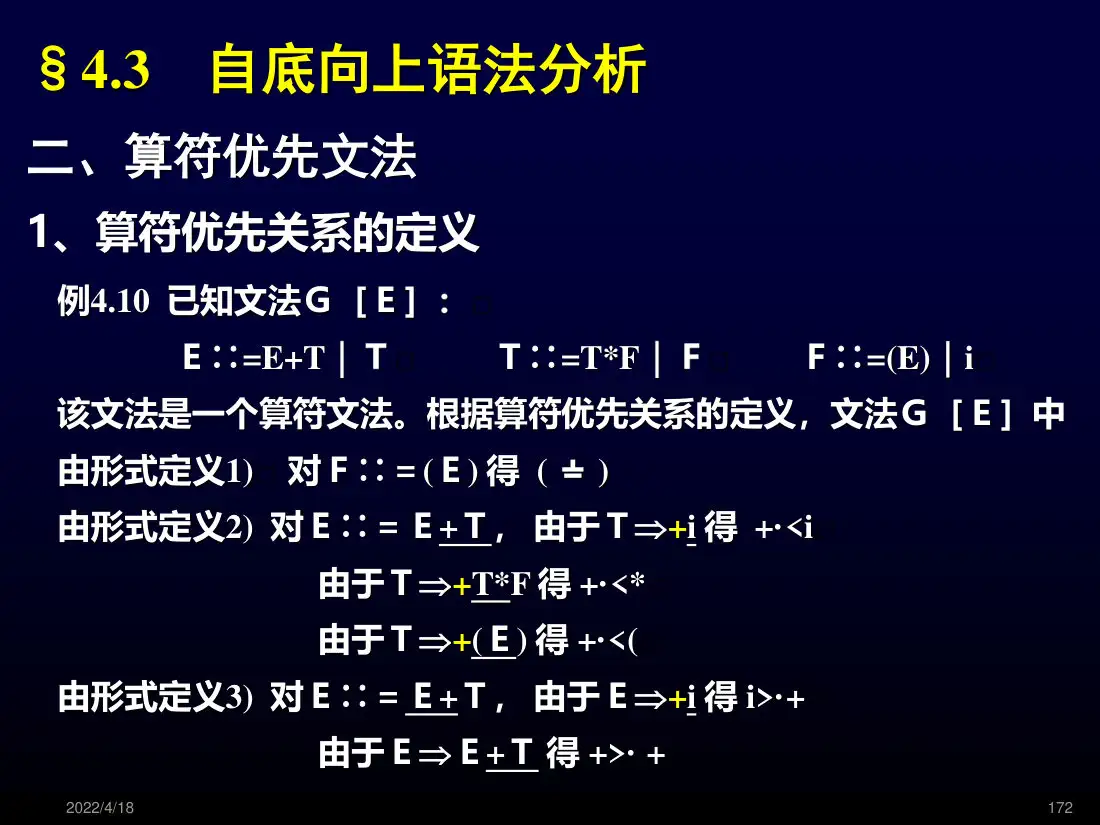 §4.3 自底向上语法分析
二、算符优先文法
1、算符优先关系的定义
例4.10 已知文法G［E］：
E∷=E+T｜T T∷=T*F｜F F∷=(E)｜i
该文法是一个算符文法。根据算符优先关系的定义，文法G［E］中
由形式定义1) 对F∷=(E)得 ( ≐ )
由形式定义2) 对E∷= E+T， 由于T⇒+i得 +·<i
由于T⇒+T*F得+·<*
由于T⇒+(E)得+·<(
由形式定义3) 对E∷= E+T， 由于E⇒+i得i>·+
由于E⇒E+T 得+>· +
2022/4/18
172